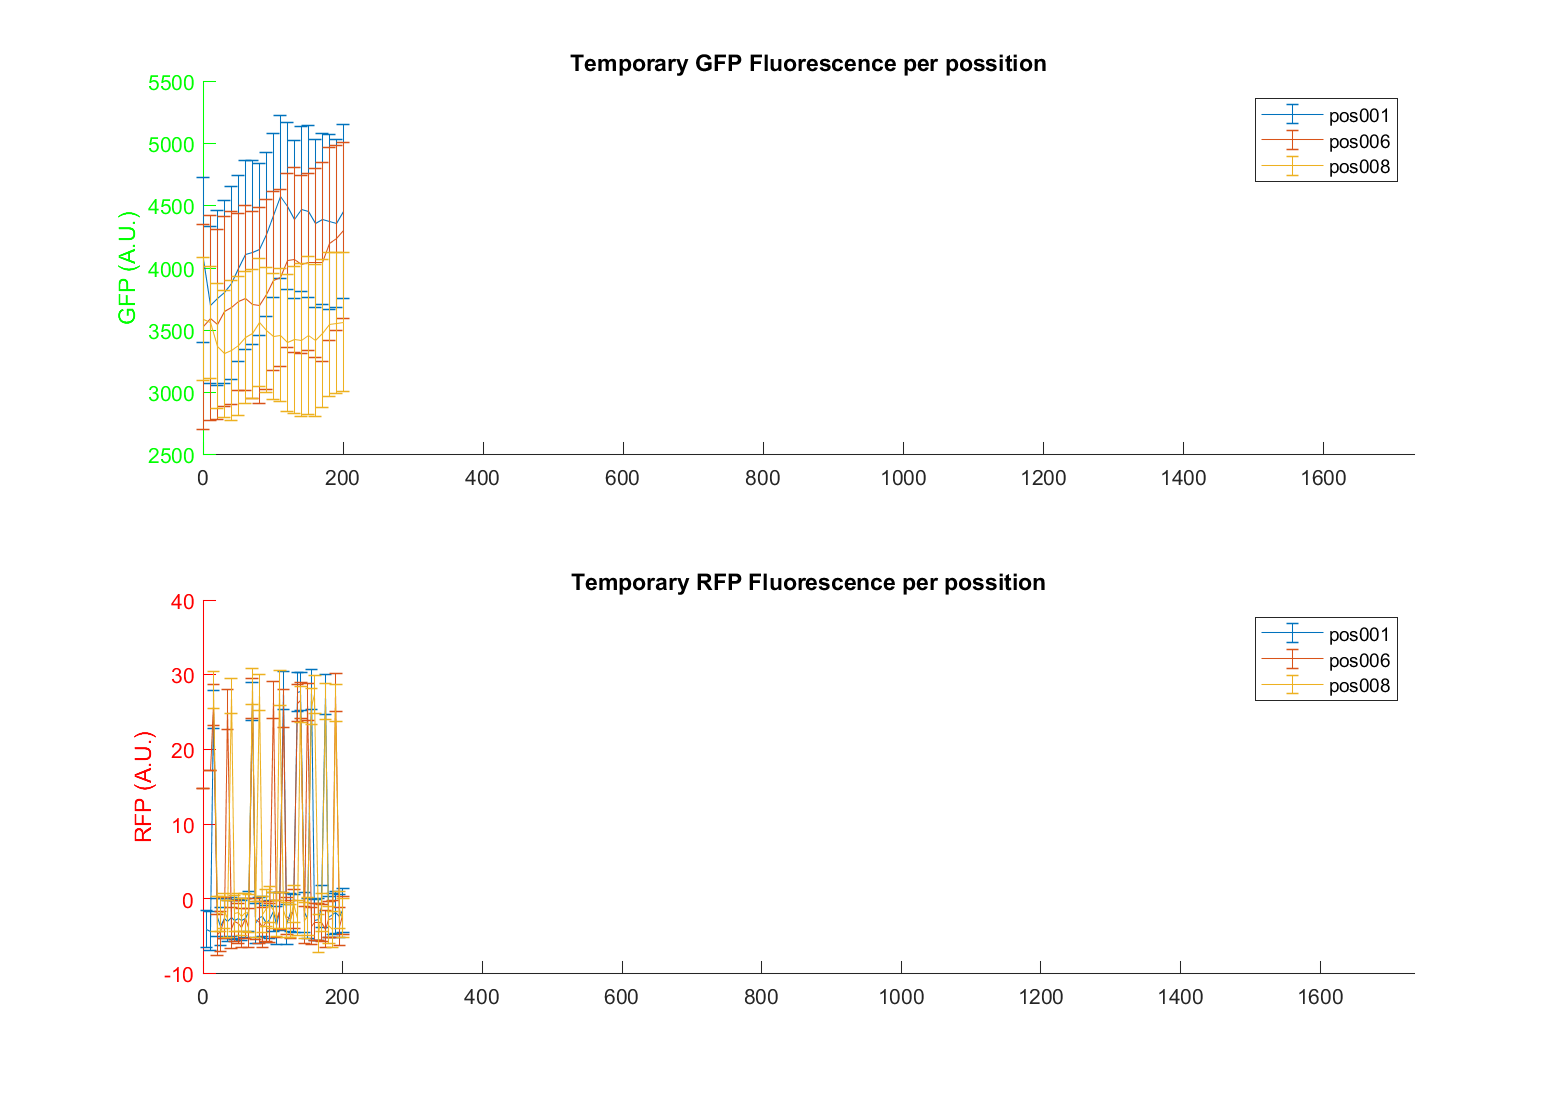 Temporary GFP Fluorescence per possition
5500
5000
4500
4000
3500
3000
2500
GFP (A.U.)
0 200 400 600 800 1000 1200 1400 1600
pos001
pos006
pos008
Temporary RFP Fluorescence per possition
40
30
20
10
0
-10
RFP (A.U.)
0 200 400 600 800 1000 1200 1400 1600
pos001
pos006
pos008